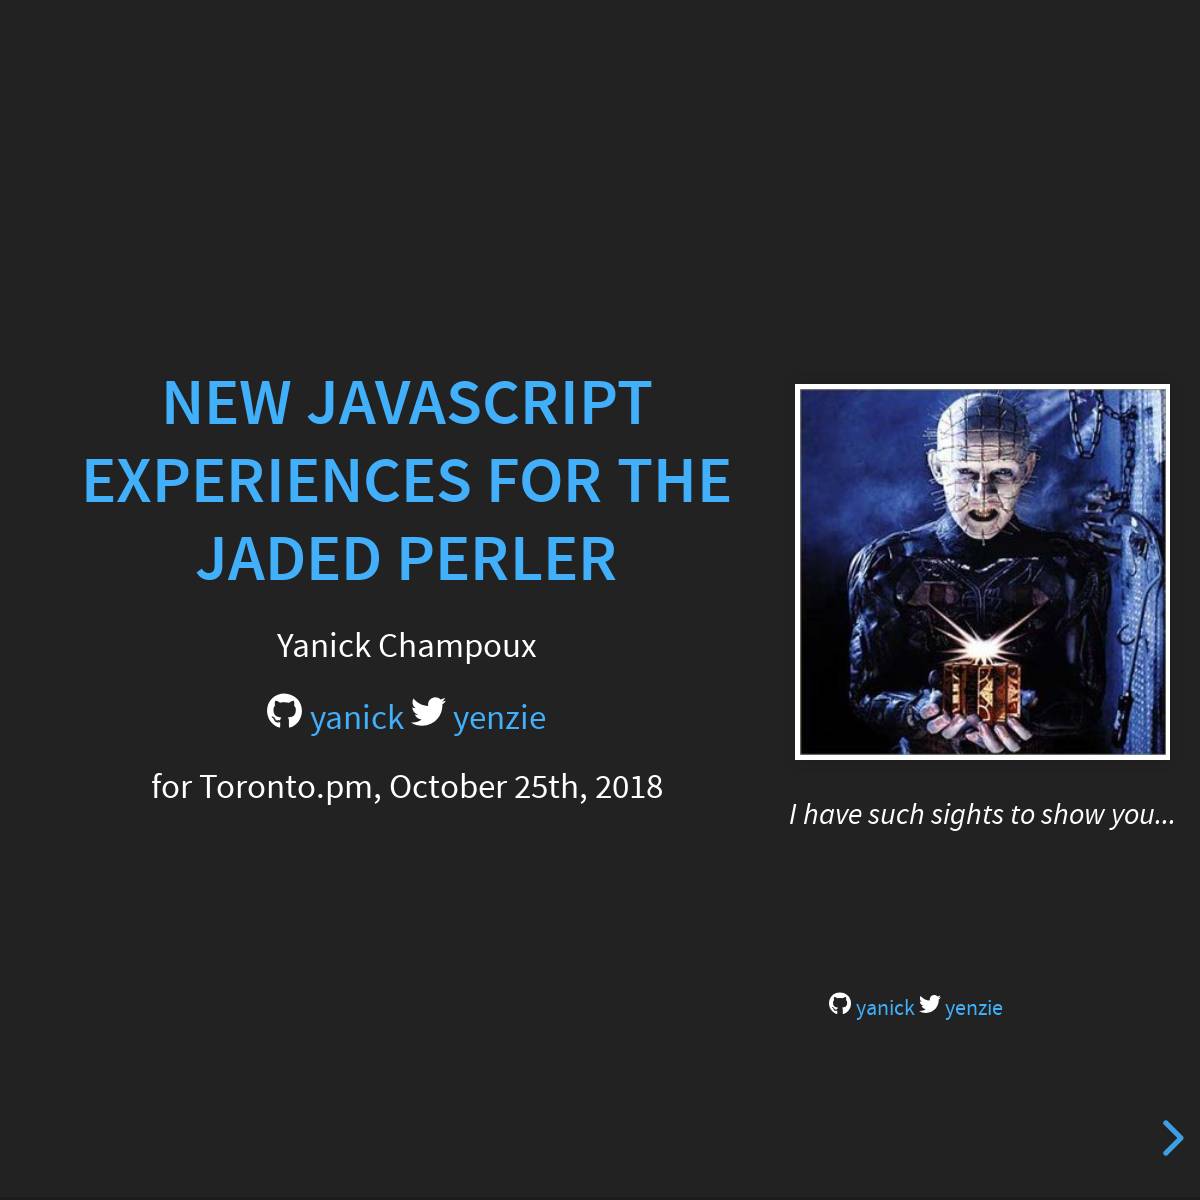 NEW JAVASCRIPT
EXPERIENCES FOR THE
JADED PERLER
Yanick Champoux
yanick yenzie
for Toronto.pm, October 25th, 2018
I have such sights to show you...
yanick yenzie